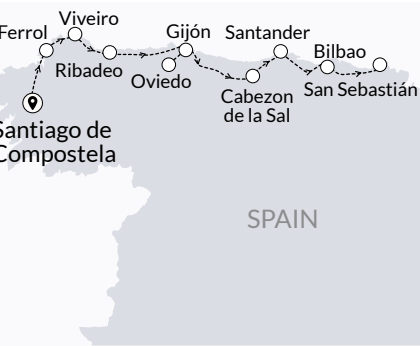 Viveiro
Ferrol
Gijón
Santander
Bilbao
Ribadeo
Oviedo
San Sebastián
Cabezon
de la Sal
Santiago de
Compostela
SPAIN